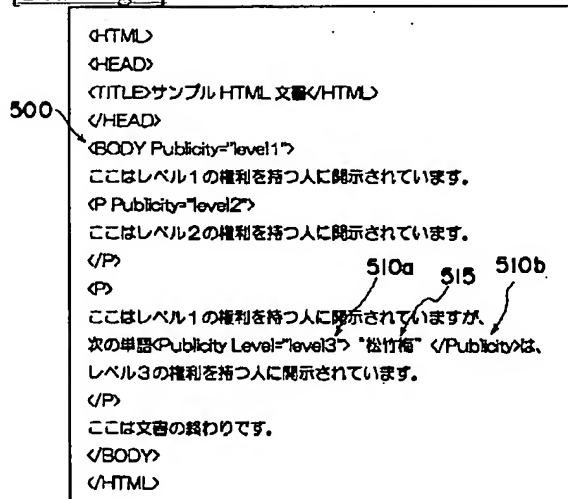 <HTML>
<HEAD>
<TITLE>サンプル HTML 文書</HTML>
</HEAD>
500
<BODY Publicity="level1">
ここはレベル1の権利を持つ人に開示されています。
<P Publicity="level2">
ここはレベル2の権利を持つ人に開示されています。
</P>
510a 515 510b
<P>
ここはレベル1の権利を持つ人に開示されていますが、
次の単語<Publicity Level="level3"> "松竹梅" </Publicity>は、
レベル3の権利を持つ人に開示されています。
</P>
ここは文書の終わりです。
</BODY>
</HTML>